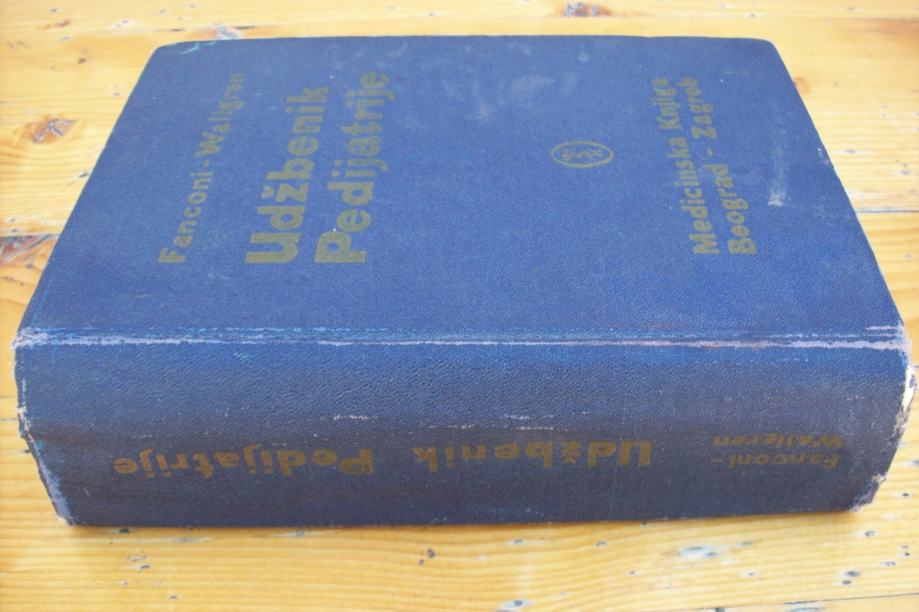 Fanconi-Wallgren
Udžbenik
Pedijatrije
Medicinska Knjiga
Beograd - Zagreb
Fanconi-
Wallgren
Udžbenik Pedijatrije